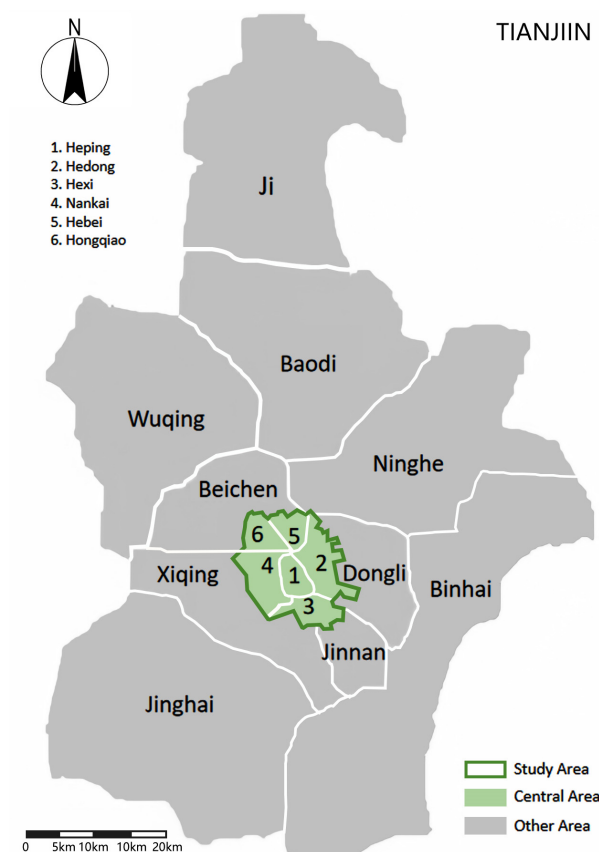 N
TIANJIIN
1. Heping
2. Hedong
3. Hexi
4. Nankai
5. Hebei
6. Hongqiao
Ji
Baodi
Wuqing
Ninghe
Beichen
6
5
4
2
1
3
Xiqing
Dongli
Binhai
Jinnan
Jinghai
Study Area
Central Area
Other Area
0 5km 10km 10km 20km